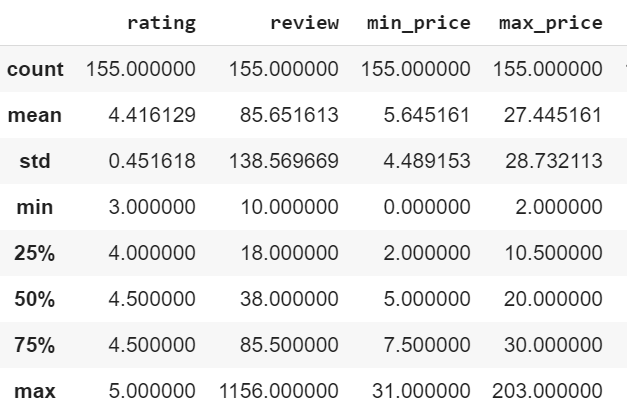 rating review min_price max_price
count 155.000000 155.000000 155.000000 155.000000
mean 4.416129 85.651613 5.645161 27.445161
std 0.451618 138.569669 4.489153 28.732113
min 3.000000 10.000000 0.000000 2.000000
25% 4.000000 18.000000 2.000000 10.500000
50% 4.500000 38.000000 5.000000 20.000000
75% 4.500000 85.500000 7.500000 30.000000
max 5.000000 1156.000000 31.000000 203.000000